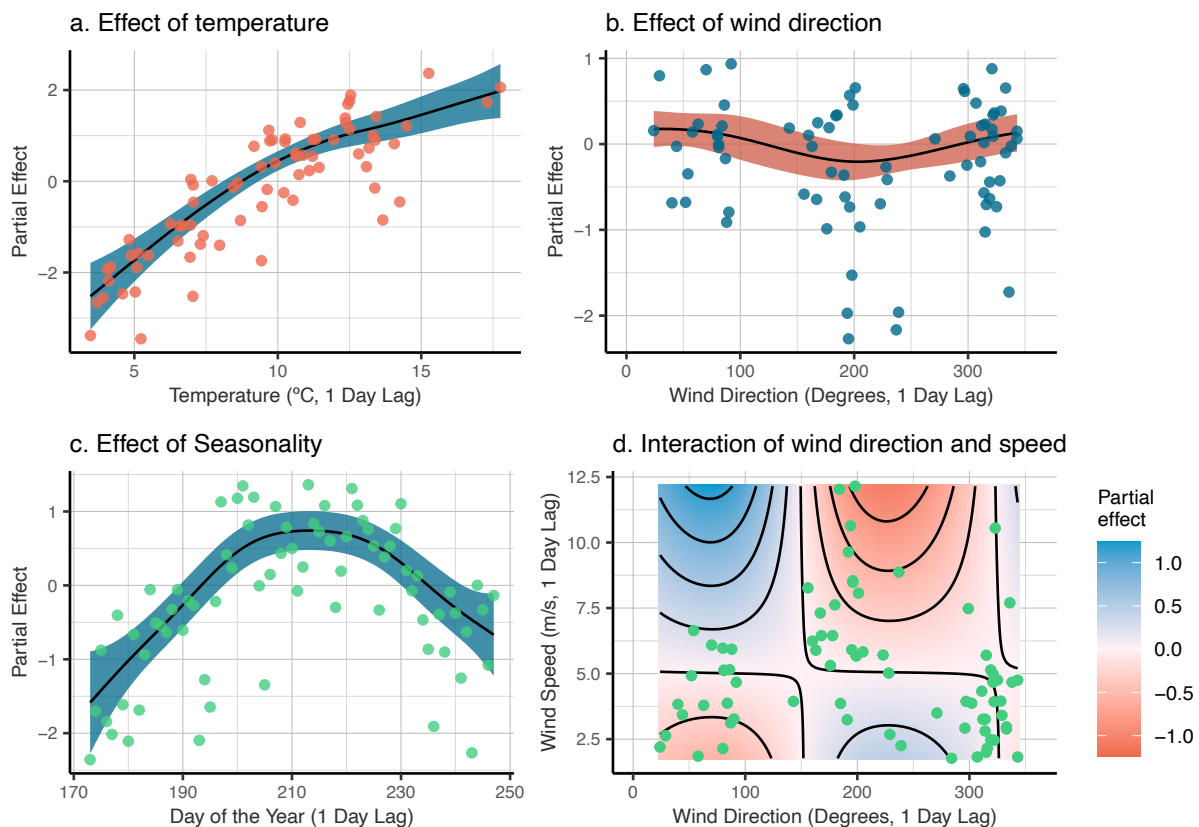 a. Effect of temperature
Partial Effect
2
0
−2
5
10
15
Temperature (ºC, 1 Day Lag)
b. Effect of wind direction
Partial Effect
1
0
−1
−2
0
100
200
300
Wind Direction (Degrees, 1 Day Lag)
c. Effect of Seasonality
Partial Effect
1
0
−1
−2
170
190
210
230
250
Day of the Year (1 Day Lag)
d. Interaction of wind direction and speed
Wind Speed (m/s, 1 Day Lag)
12.5
10.0
7.5
5.0
2.5
0
100
200
300
Wind Direction (Degrees, 1 Day Lag)
Partial
effect
1.0
0.5
0.0
−0.5
−1.0